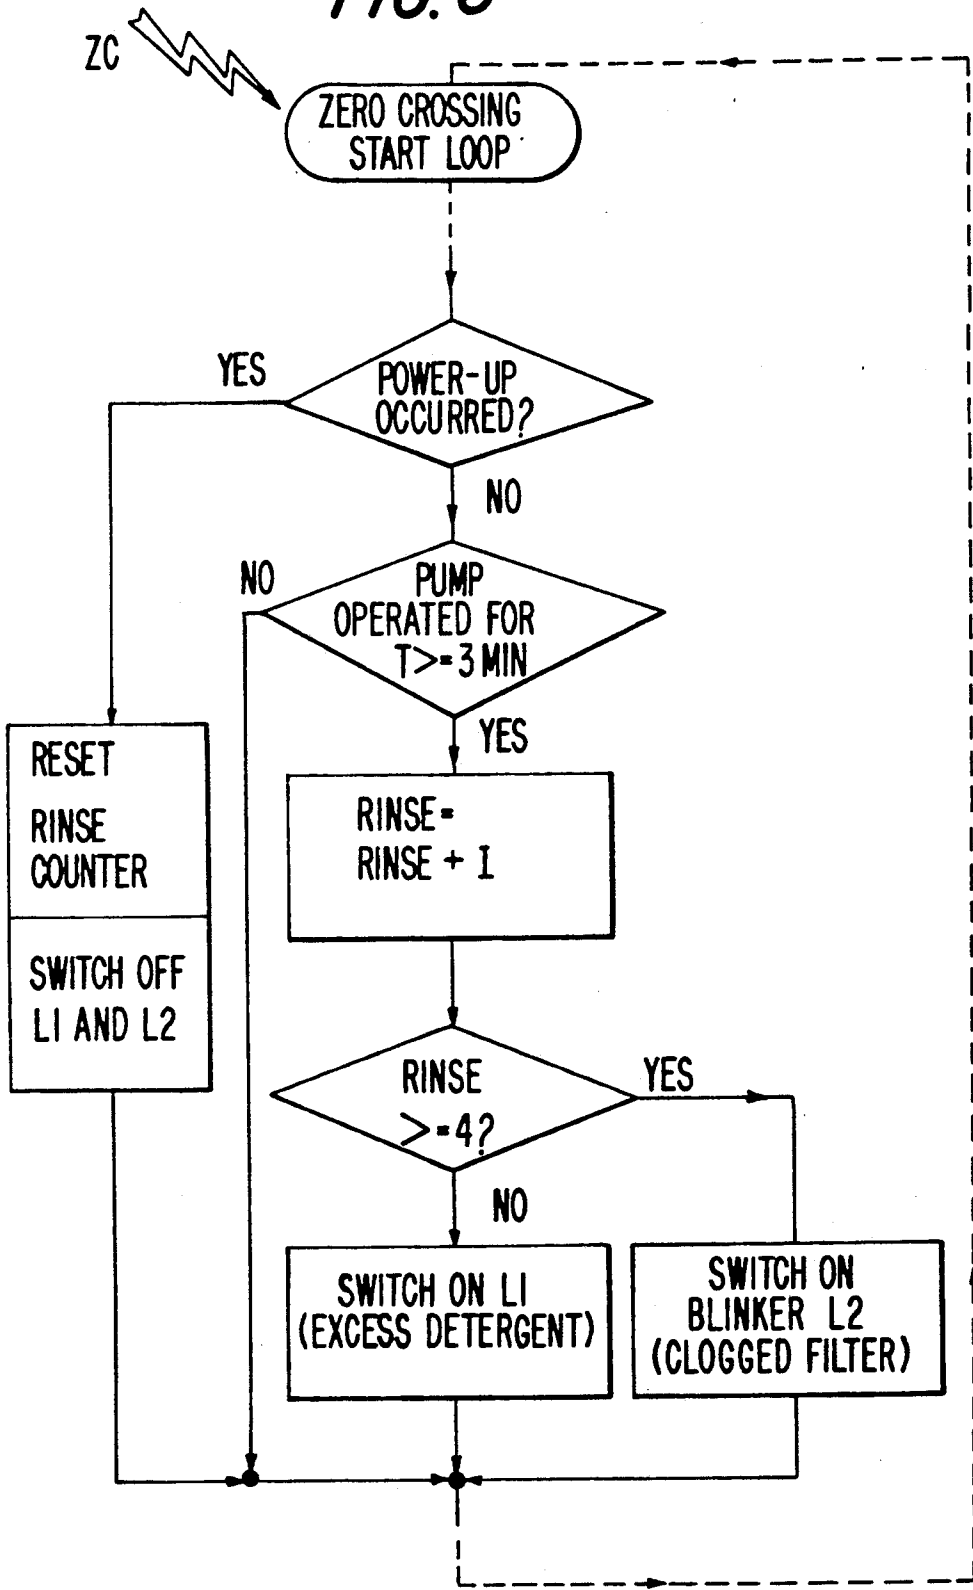 ZC
ZERO CROSSING
START LOOP
YES
POWER-UP
OCCURRED?
NO
NO
PUMP
OPERATED FOR
T>=3 MIN
YES
RESET
RINSE
COUNTER
SWITCH OFF
L1 AND L2
RINSE=
RINSE + I
RINSE
>=4?
YES
NO
SWITCH ON L1
(EXCESS DETERGENT)
SWITCH ON
BLINKER L2
(CLOGGED FILTER)